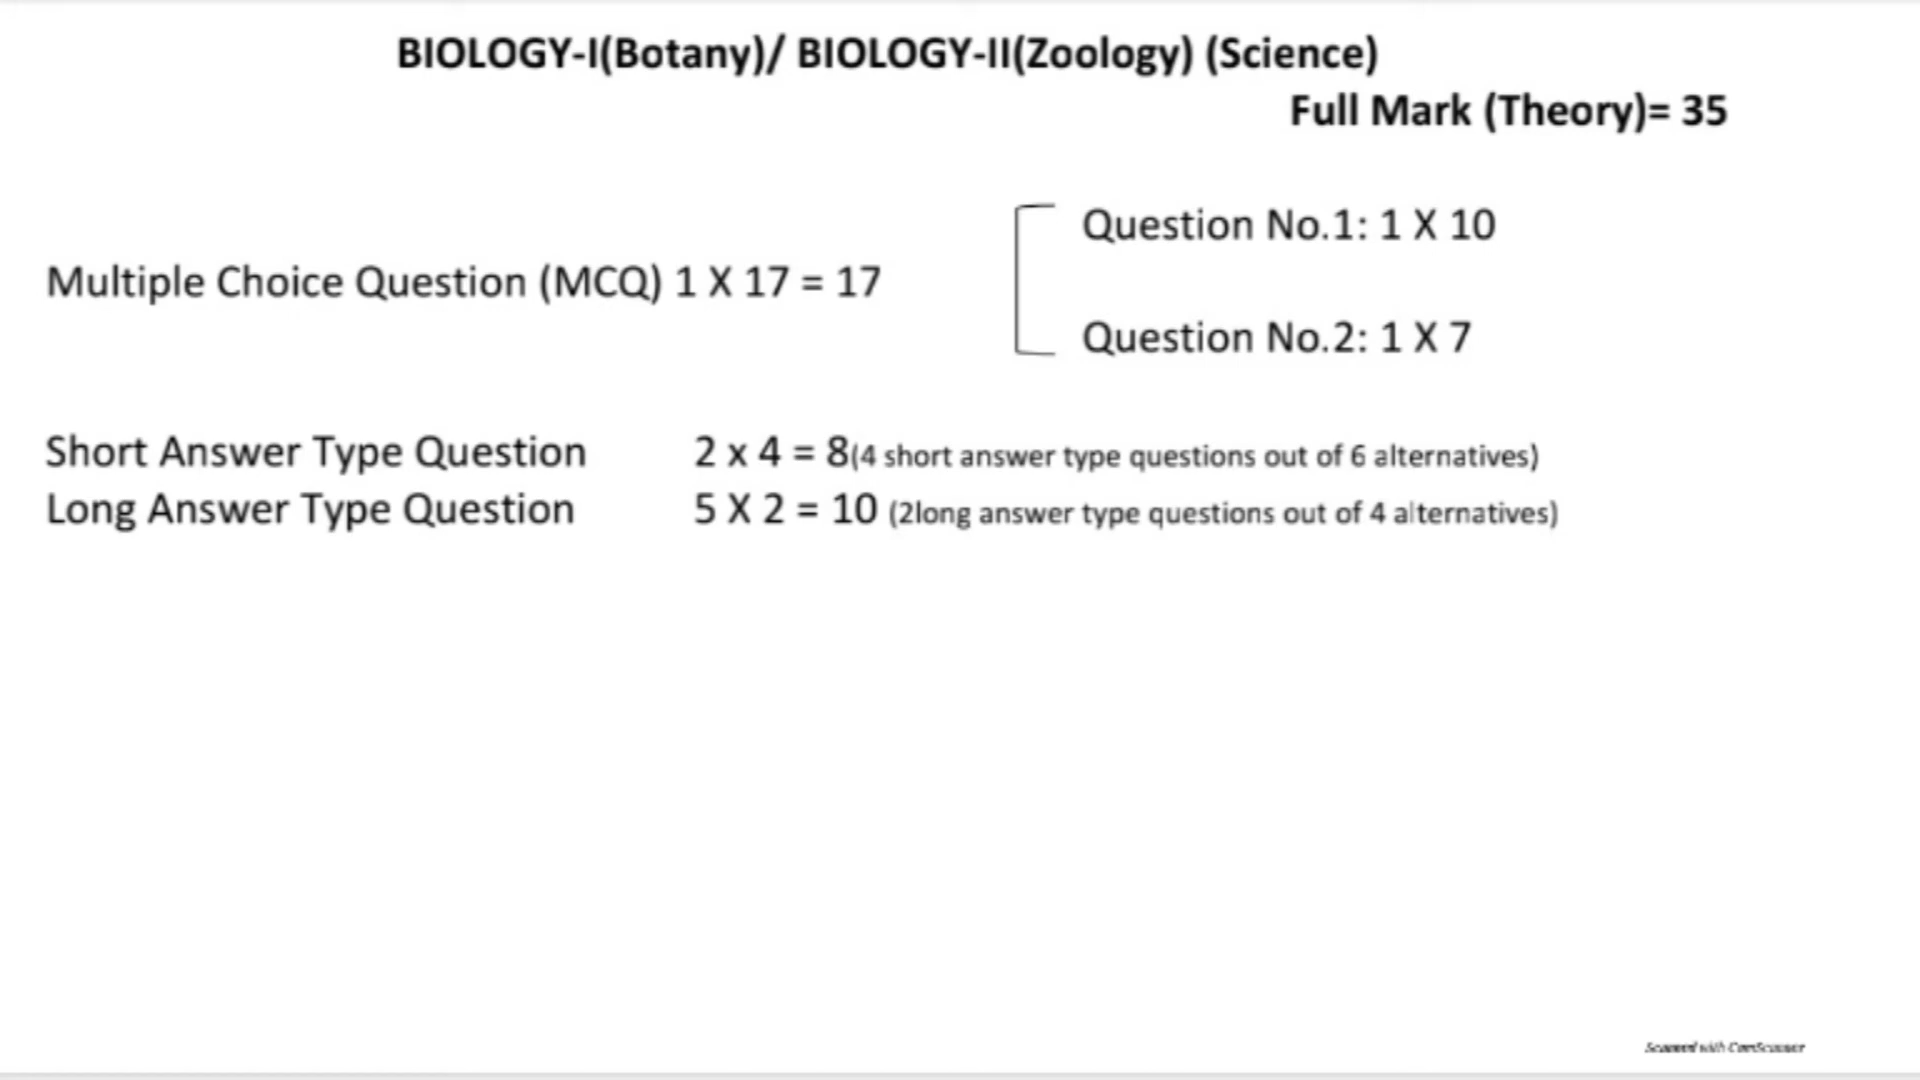 BIOLOGY-I(Botany)/ BIOLOGY-II(Zoology) (Science)
Full Mark (Theory)= 35
Question No.1: 1 X 10
Multiple Choice Question (MCQ) 1 X 17 = 17
Question No.2: 1 X 7
Short Answer Type Question 2 x 4 = 8(4 short answer type questions out of 6 alternatives)
Long Answer Type Question 5 X 2 = 10 (2long answer type questions out of 4 alternatives)
Scanned with CamScanner